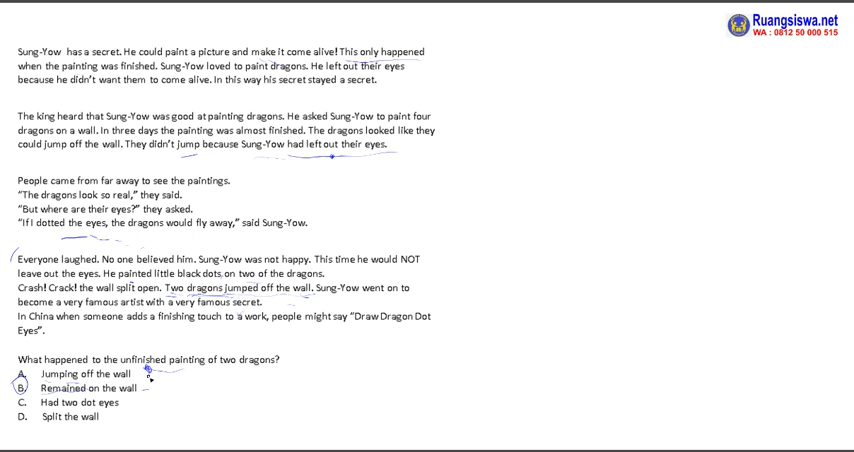 Ruangsiswa.net
WA : 0812 50 000 515
Sung-Yow has a secret. He could paint a picture and make it come alive! This only happened
when the painting was finished. Sung-Yow loved to paint dragons. He left out their eyes
because he didn't want them to come alive. In this way his secret stayed a secret.
The king heard that Sung-Yow was good at painting dragons. He asked Sung-Yow to paint four
dragons on a wall. In three days the painting was almost finished. The dragons looked like they
could jump off the wall. They didn't jump because Sung-Yow had left out their eyes.
People came from far away to see the paintings.
"The dragons look so real," they said.
"But where are their eyes?" they asked.
"If I dotted the eyes, the dragons would fly away," said Sung-Yow.
Everyone laughed. No one believed him. Sung-Yow was not happy. This time he would NOT
leave out the eyes. He painted little black dots on two of the dragons.
Crash! Crack! the wall split open. Two dragons jumped off the wall. Sung-Yow went on to
become a very famous artist with a very famous secret.
In China when someone adds a finishing touch to a work, people might say "Draw Dragon Dot
Eyes".
What happened to the unfinished painting of two dragons?
A. Jumping off the wall
B. Remained on the wall
C. Had two dot eyes
D. Split the wall